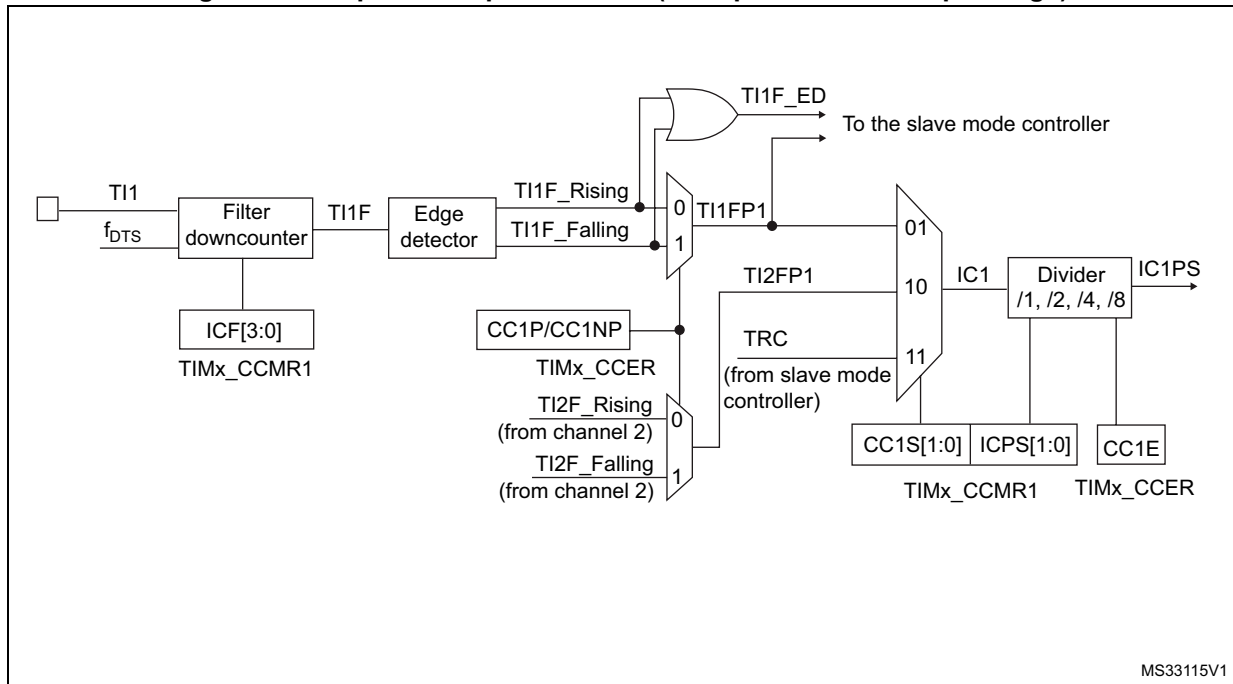 TI1F_ED
To the slave mode controller
TI1
f_DTS
Filter
downcounter
ICF[3:0]
TIMx_CCMR1
TI1F
Edge
detector
TI1F_Rising
TI1F_Falling
0
1
TI1FP1
CC1P/CC1NP
TIMx_CCER
TI2F_Rising
(from channel 2)
TI2F_Falling
(from channel 2)
0
1
TI2FP1
TRC
(from slave mode
controller)
01
10
11
IC1
Divider
/1, /2, /4, /8
IC1PS
CC1S[1:0]
ICPS[1:0]
TIMx_CCMR1
CC1E
TIMx_CCER
MS33115V1